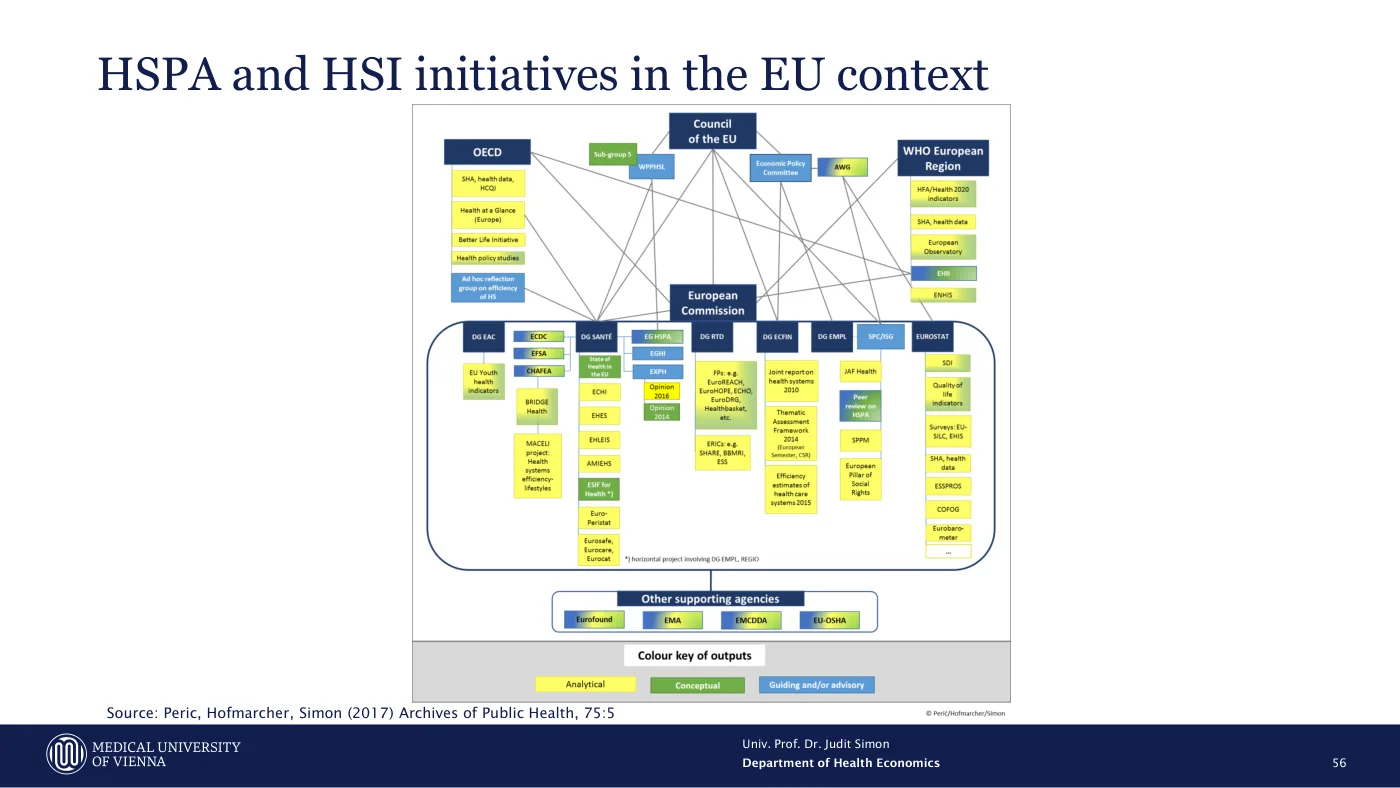 HSPA and HSI initiatives in the EU context
Council
of the EU
OECD
Sub-group 5
WPPHSL
Economic Policy
Committee
AWG
WHO European
Region
SHA, health data,
HCQI
Health at a Glance
(Europe)
Better Life Initiative
Health policy studies
Ad hoc reflection
group on efficiency
of HS
HFA/Health 2020
indicators
SHA, health data
European
Observatory
EHII
ENHIS
European
Commission
DG EAC
EU Youth
health
indicators
ECDC
EFSA
CHAFEA
BRIDGE
Health
MACELI
project:
Health
systems
efficiency-
lifestyles
DG SANTÉ
State of
Health in
the EU
ECHI
EHES
EHLEIS
AMIEHS
ESIF for
Health *)
Euro-
Peristat
Eurosafe,
Eurocare,
Eurocat
EG HSPA
EGHI
EXPH
Opinion
2016
Opinion
2014
DG RTD
FPs: e.g.
EuroREACH,
EuroHOPE, ECHO,
EuroDRG,
Healthbasket,
etc.
ERICs: e.g.
SHARE, BBMRI,
ESS
DG ECFIN
Joint report on
health systems
2010
Thematic
Assessment
Framework
2014
(European
Semester, CSR)
Efficiency
estimates of
health care
systems 2015
DG EMPL
SPC/ISG
JAF Health
Peer
review on
HSPA
SPPM
European
Pillar of
Social
Rights
EUROSTAT
SDI
Quality of
life
indicators
Surveys: EU-
SILC, EHIS
SHA, health
data
ESSPROS
COFOG
Eurobaro-
meter
...
*) horizontal project involving DG EMPL, REGIO
Other supporting agencies
Eurofound
EMA
EMCDDA
EU-OSHA
Colour key of outputs
Analytical
Conceptual
Guiding and/or advisory
Source: Peric, Hofmarcher, Simon (2017) Archives of Public Health, 75:5
© Perić/Hofmarcher/Simon
MEDICAL UNIVERSITY
OF VIENNA
Univ. Prof. Dr. Judit Simon
Department of Health Economics
56